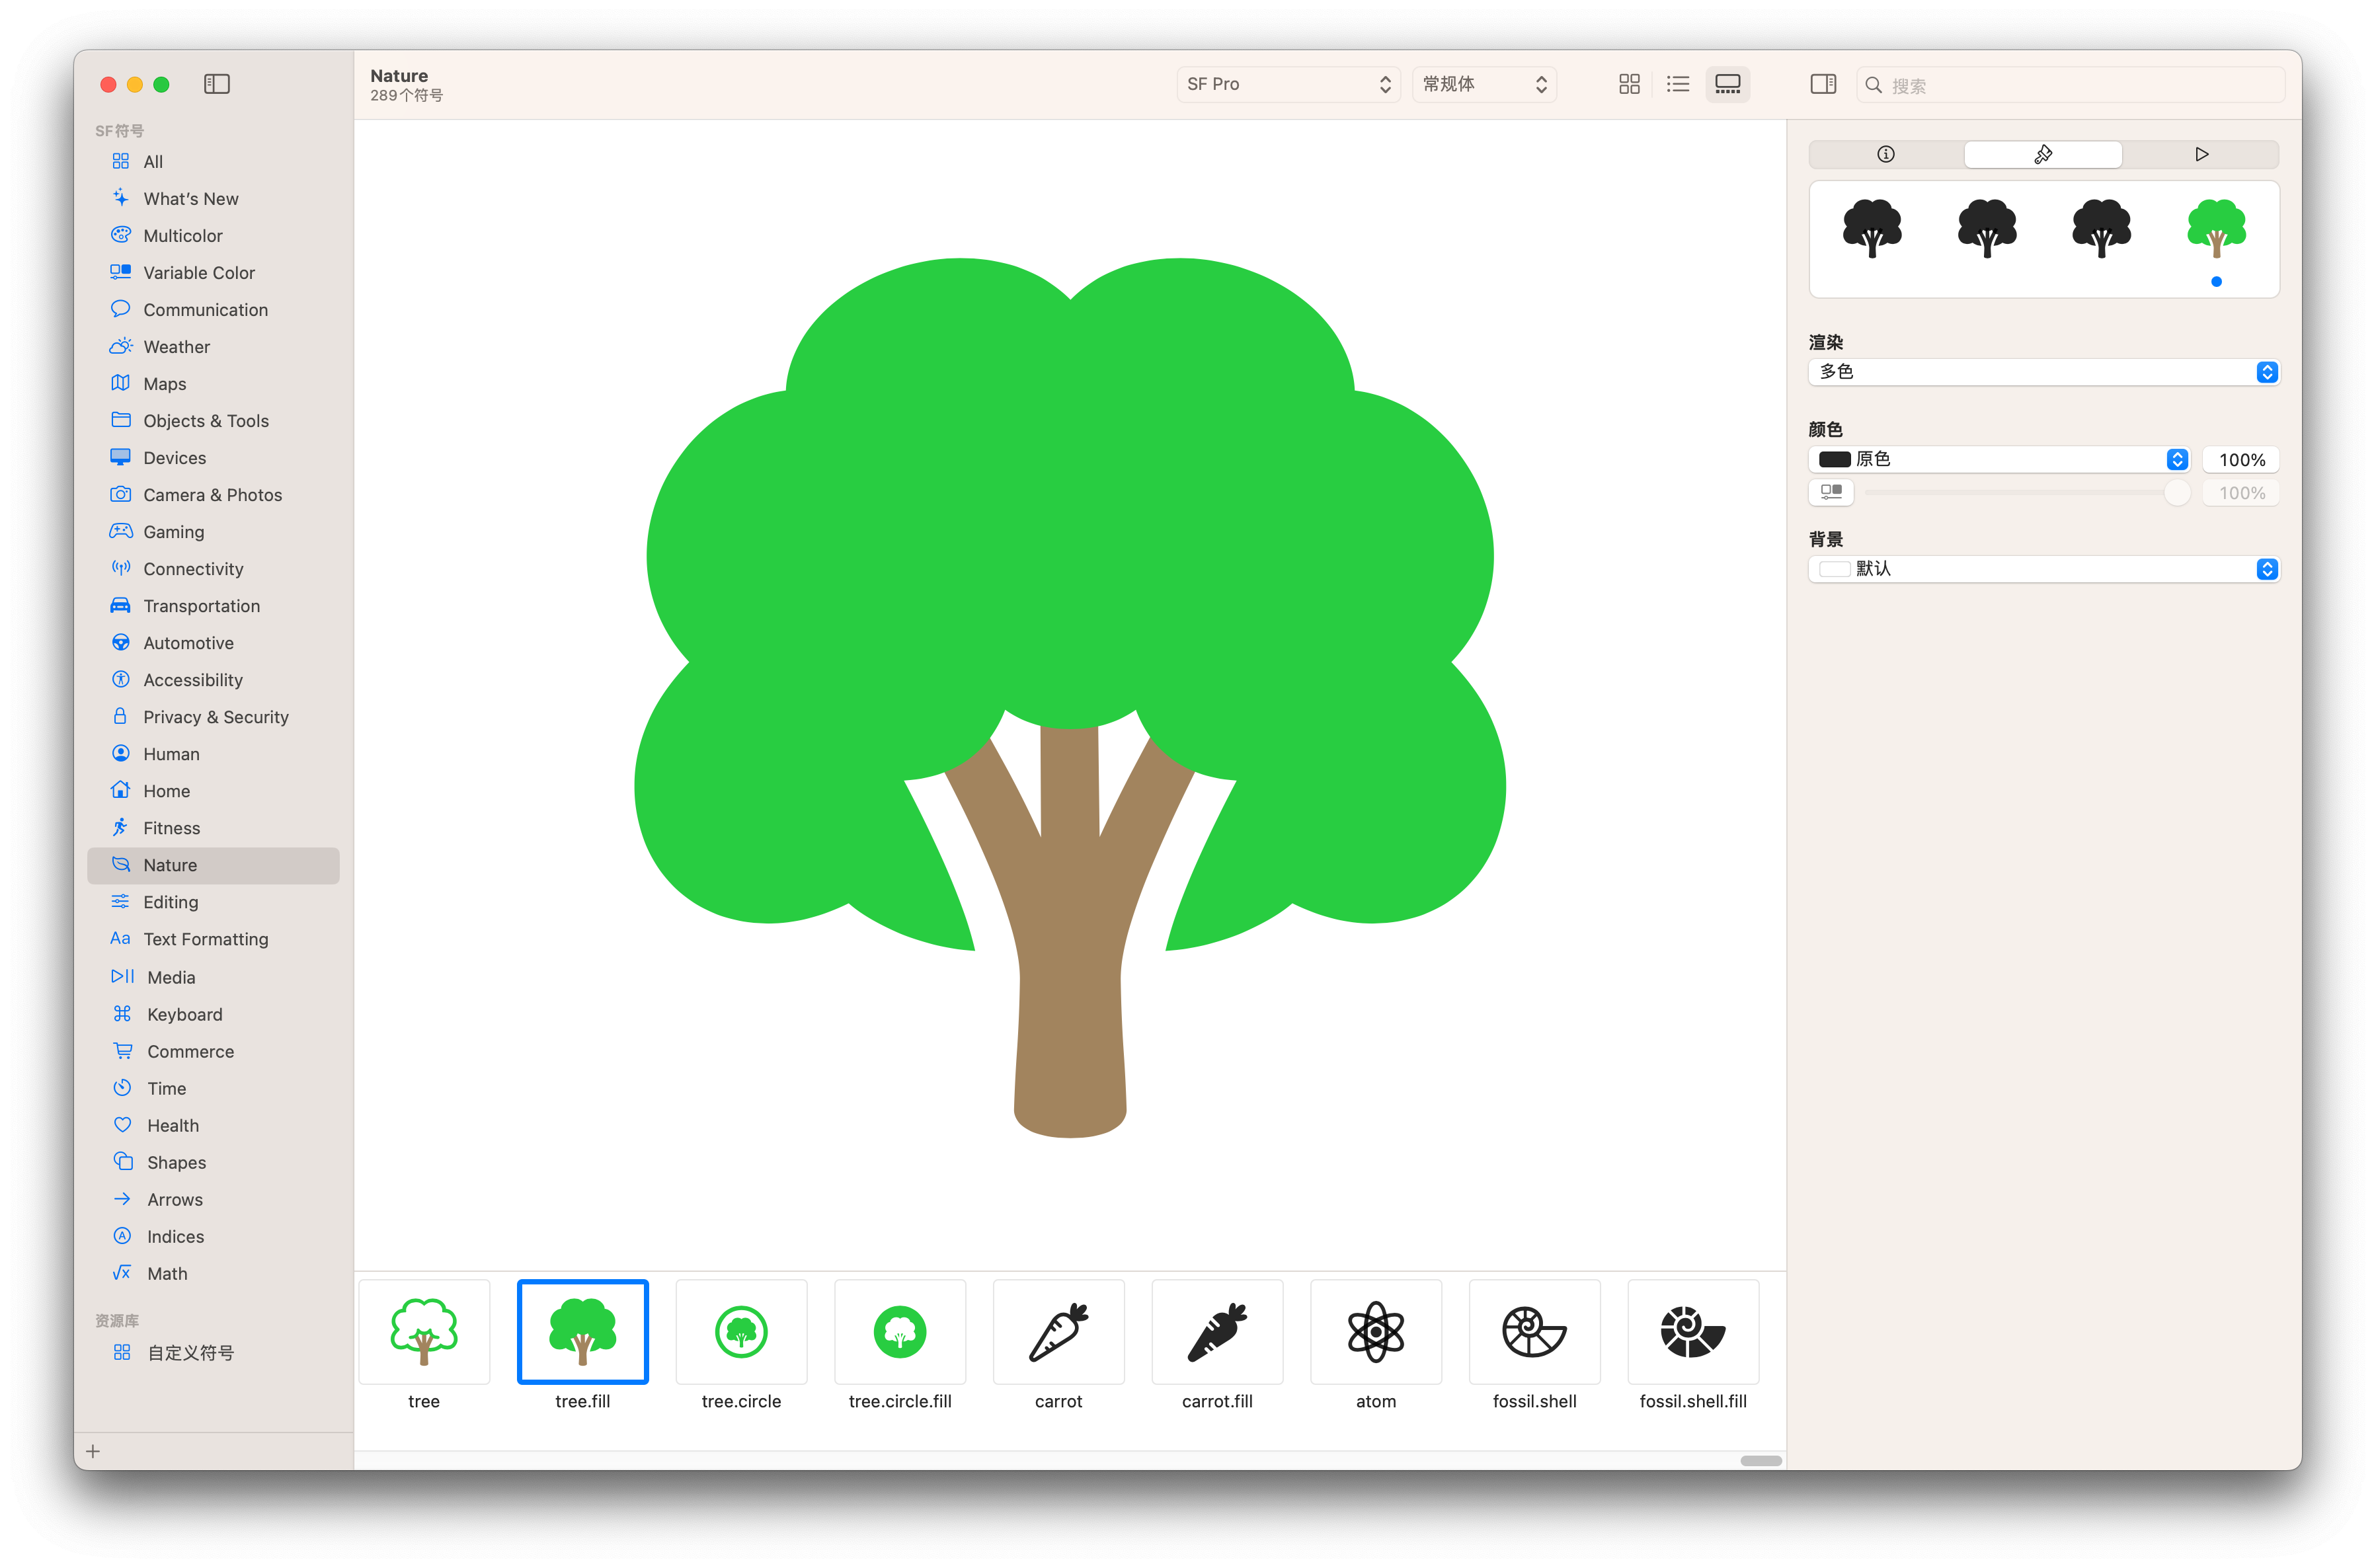 Nature
289个符号
SF Pro
常规体
搜索
SF符号
All
What's New
Multicolor
Variable Color
Communication
Weather
Maps
Objects & Tools
Devices
Camera & Photos
Gaming
Connectivity
Transportation
Automotive
Accessibility
Privacy & Security
Human
Home
Fitness
Nature
Editing
Aa Text Formatting
Media
Keyboard
Commerce
Time
Health
Shapes
Arrows
A Indices
√x Math
资源库
自定义符号
tree
tree.fill
tree.circle
tree.circle.fill
carrot
carrot.fill
atom
fossil.shell
fossil.shell.fill
渲染
多色
颜色
原色 100%
100%
背景
默认